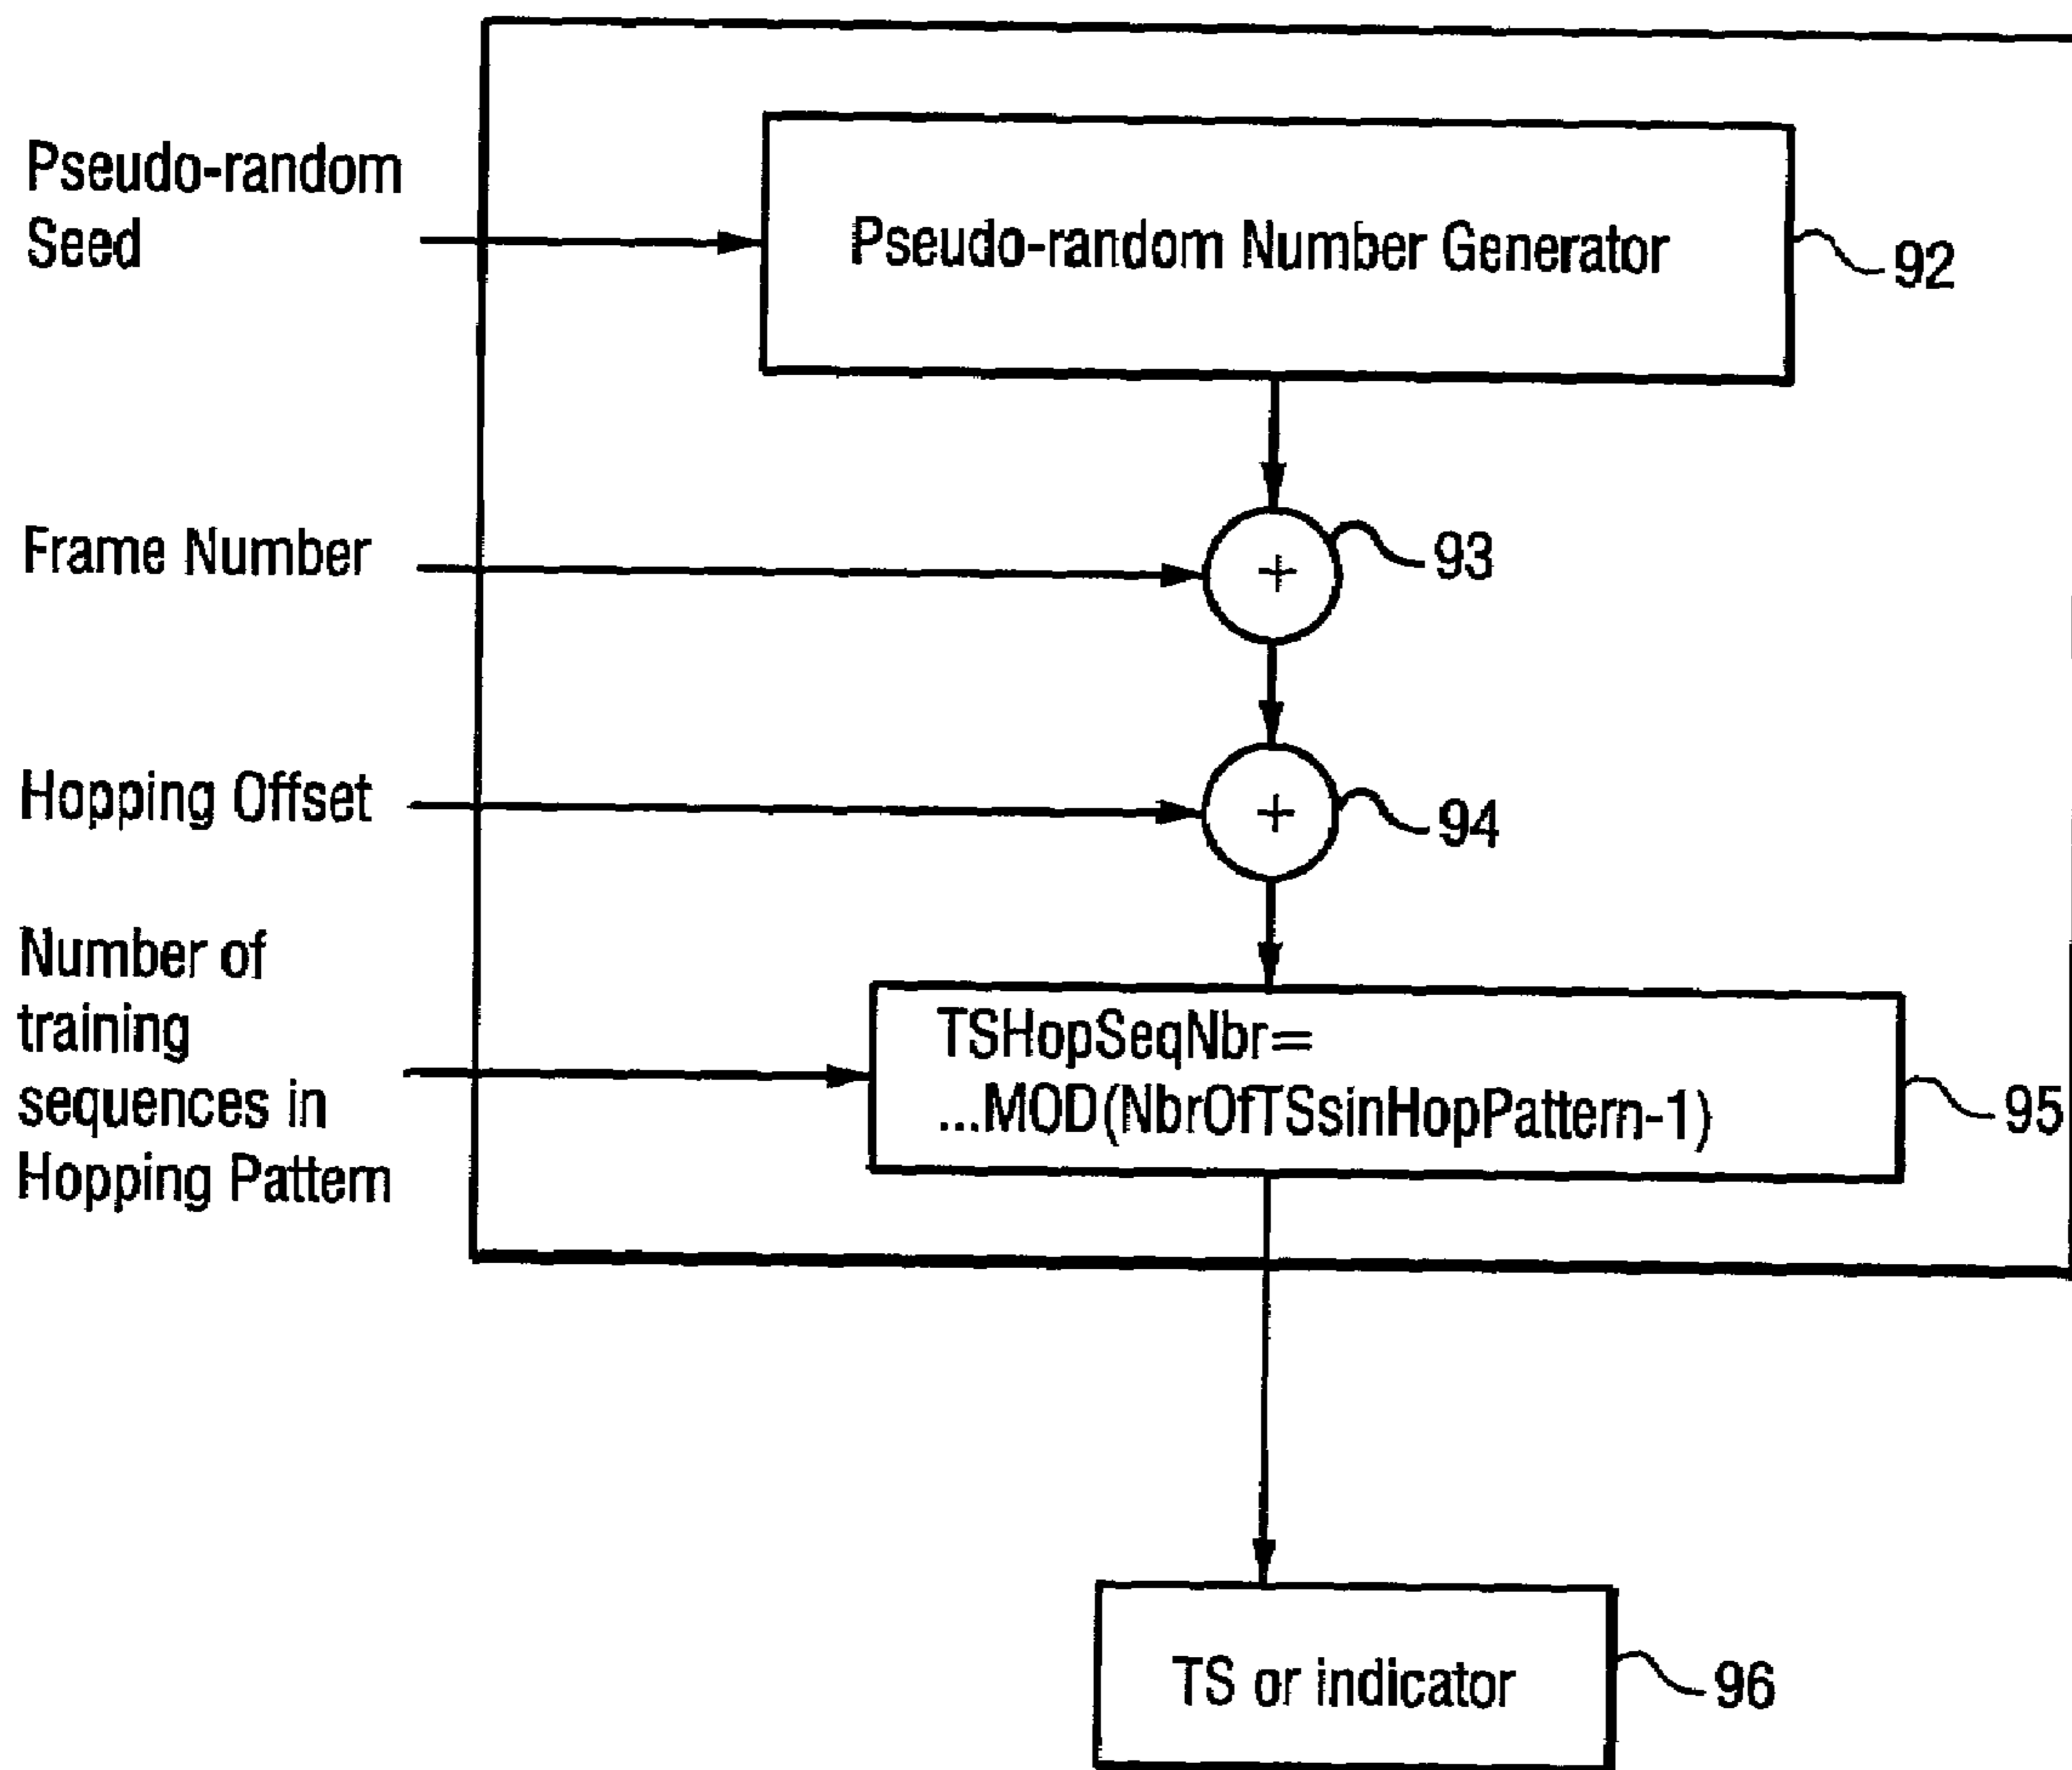 Pseudo-random
Seed
Pseudo-random Number Generator
92
Frame Number
+
93
Hopping Offset
+
94
Number of
training
sequences in
Hopping Pattern
TSHopSeqNbr=
...MOD(NbrOfTSsinHopPattern-1)
95
TS or indicator
96